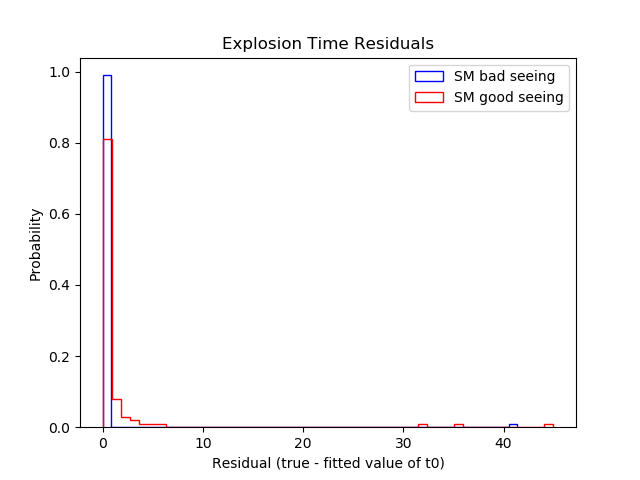 Explosion Time Residuals
SM bad seeing
SM good seeing
1.0
0.8
0.6
0.4
0.2
0.0
Probability
0
10
20
30
40
Residual (true - fitted value of t0)